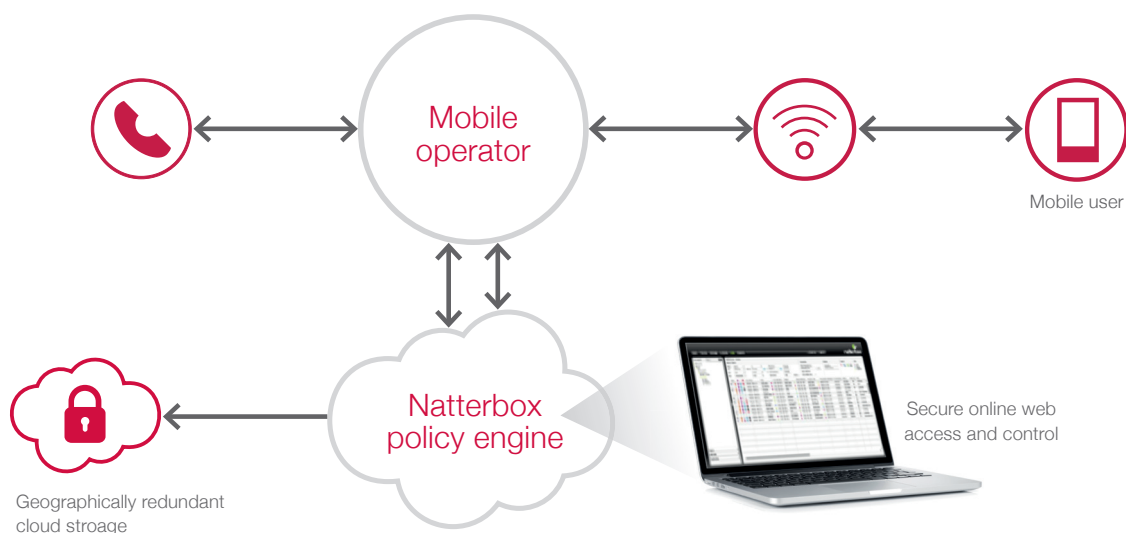 Mobile
operator
Mobile user
Natterbox
policy engine
Secure online web
access and control
Geographically redundant
cloud stroage